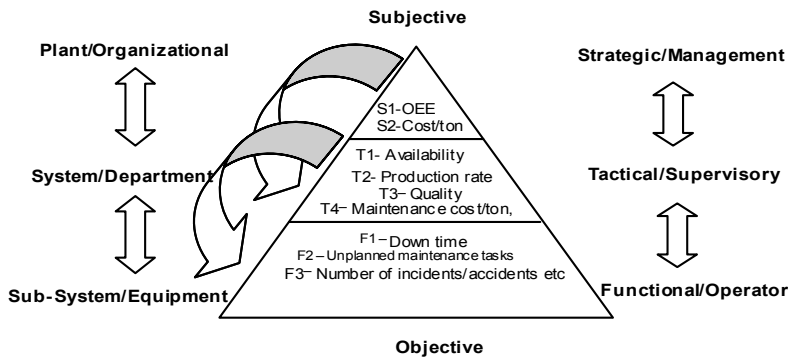 Subjective
Plant/Organizational
Strategic/Management
S1-OEE
S2-Cost/ton
T1- Availability
System/Department
T2- Production rate
Tactical/Supervisory
T3– Quality
T4– Maintenance cost/ton,
F1– Down time
F2– Unplanned maintenance tasks
F3– Number of incidents/accidents etc
Sub-System/Equipment
Functional/Operator
Objective